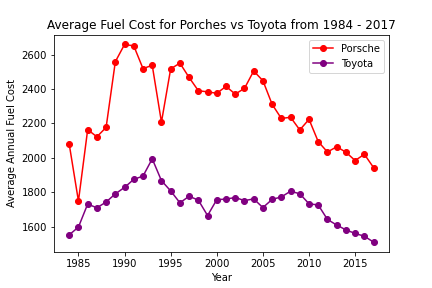 Average Fuel Cost for Porches vs Toyota from 1984 - 2017
Porsche
Toyota
Average Annual Fuel Cost
2600
2400
2200
2000
1800
1600
1985
1990
1995
2000
2005
2010
2015
Year